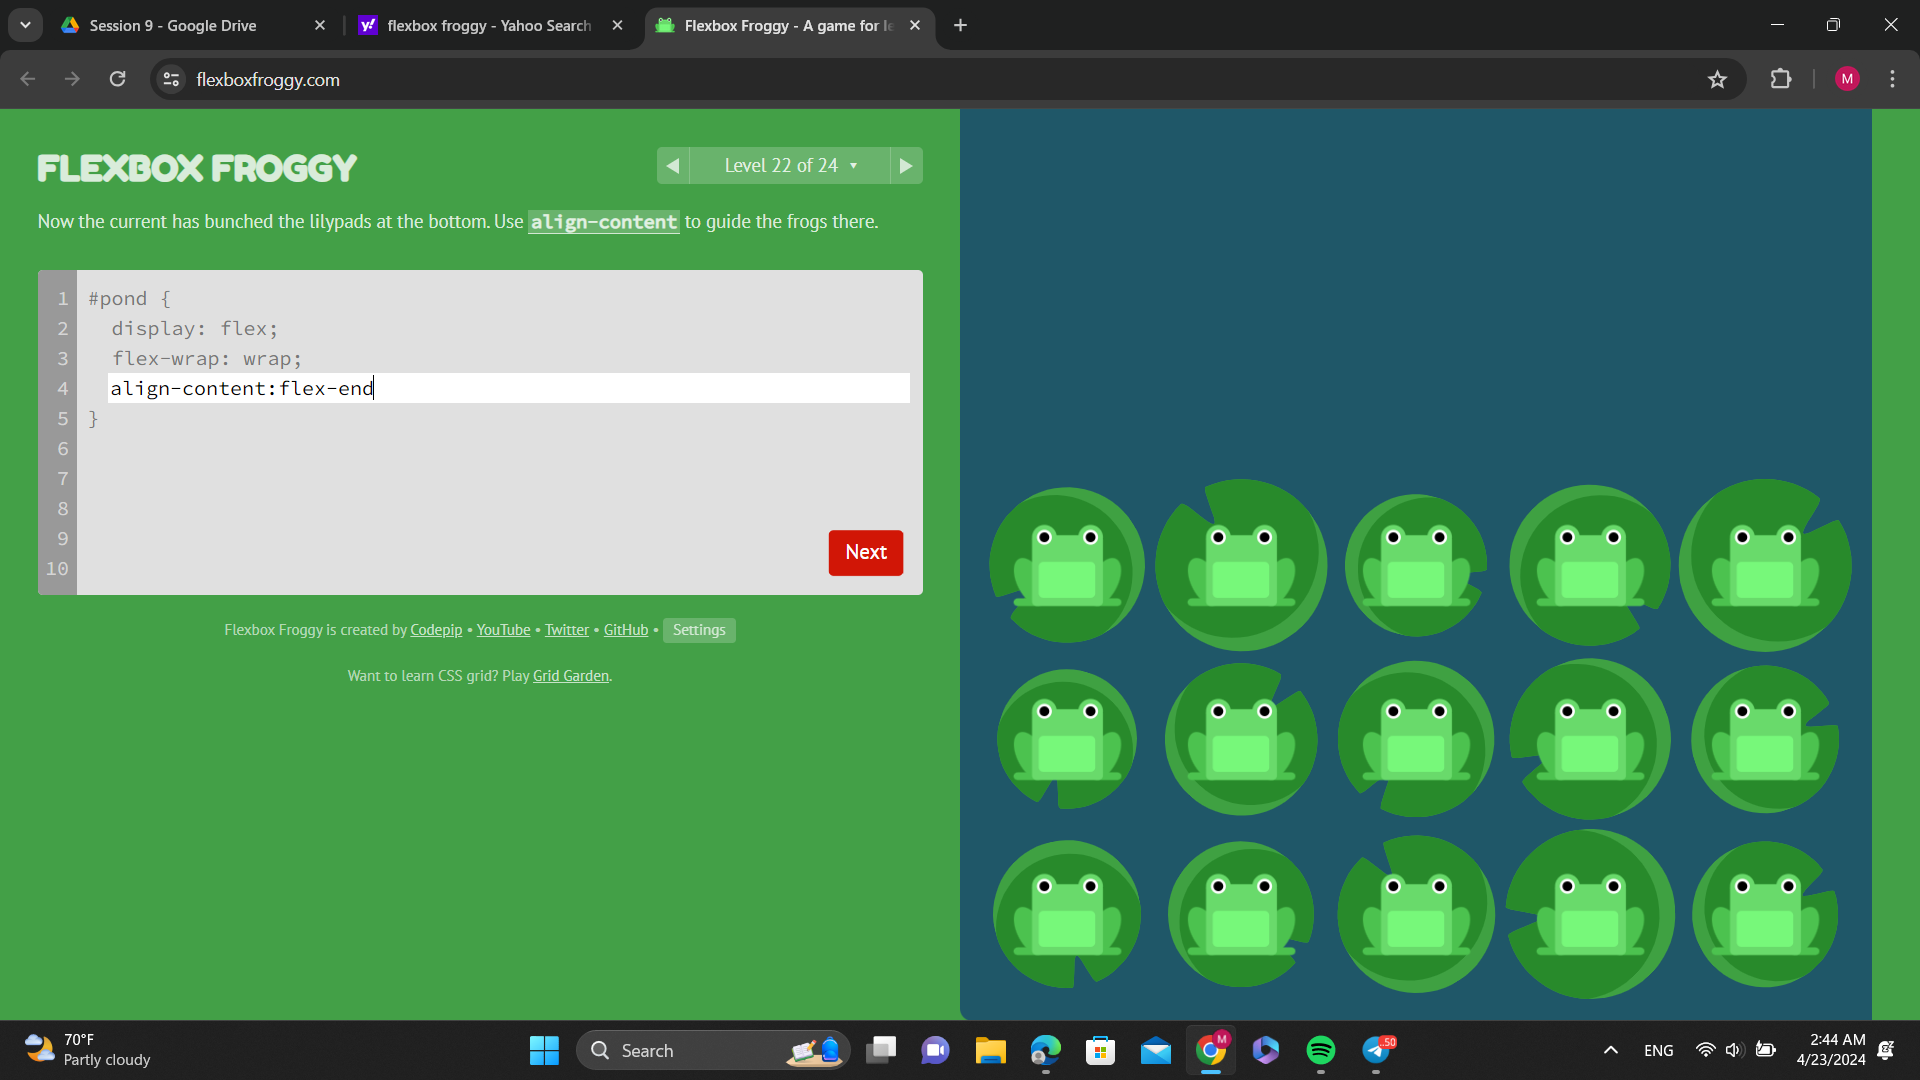 Session 9 - Google Drive
flexbox froggy - Yahoo Search
Flexbox Froggy - A game for le
flexboxfroggy.com
M
FLEXBOX FROGGY
Level 22 of 24
Now the current has bunched the lilypads at the bottom. Use align-content to guide the frogs there.
1 #pond {
2 display: flex;
3 flex-wrap: wrap;
4 align-content:flex-end
5 }
6
7
8
9
10
Next
Flexbox Froggy is created by Codepip • YouTube • Twitter • GitHub • Settings
Want to learn CSS grid? Play Grid Garden.
70°F
Partly cloudy
Search
M
50
ENG
2:44 AM
4/23/2024